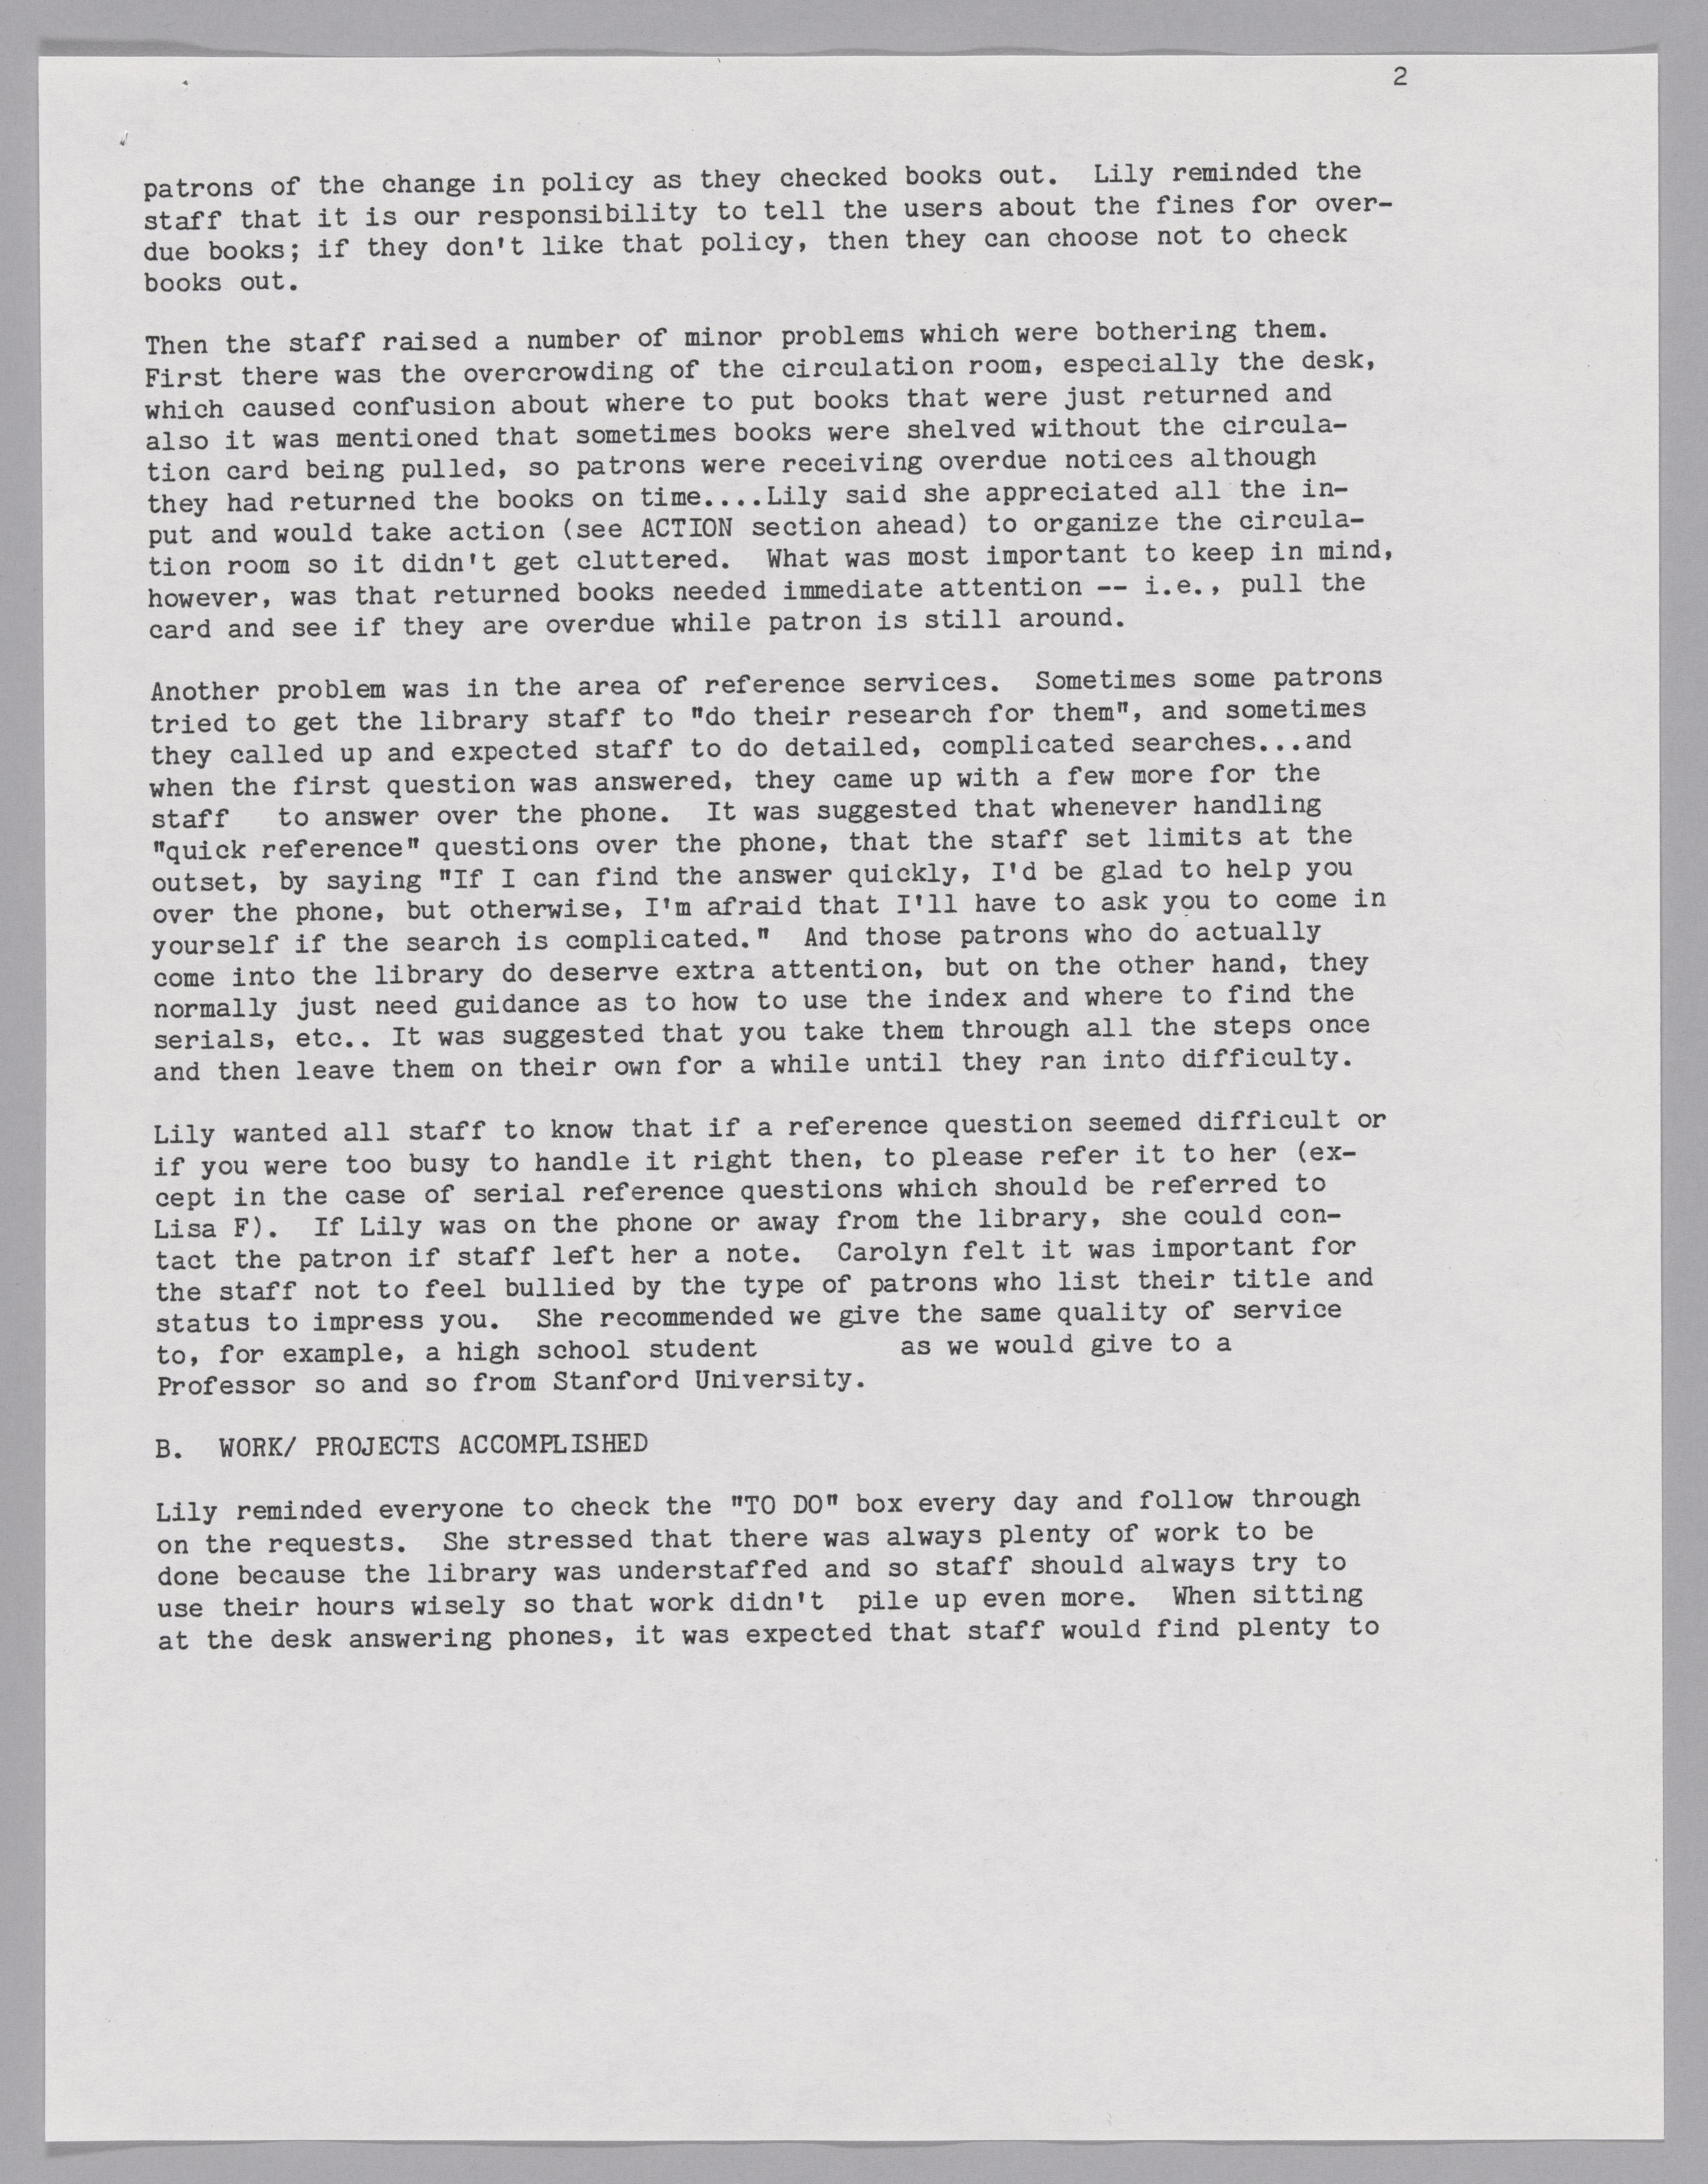 2
patrons of the change in policy as they checked books out.  Lily reminded the
staff that it is our responsibility to tell the users about the fines for over-
due books; if they don't like that policy, then they can choose not to check
books out.
Then the staff raised a number of minor problems which were bothering them.
First there was the overcrowding of the circulation room, especially the desk,
which caused confusion about where to put books that were just returned and
also it was mentioned that sometimes books were shelved without the circula-
tion card being pulled, so patrons were receiving overdue notices although
they had returned the books on time....Lily said she appreciated all the in-
put and would take action (see ACTION section ahead) to organize the circula-
tion room so it didn't get cluttered.  What was most important to keep in mind,
however, was that returned books needed immediate attention -- i.e., pull the
card and see if they are overdue while patron is still around.
Another problem was in the area of reference services.  Sometimes some patrons
tried to get the library staff to "do their research for them", and sometimes
they called up and expected staff to do detailed, complicated searches...and
when the first question was answered, they came up with a few more for the
staff   to answer over the phone.  It was suggested that whenever handling
"quick reference" questions over the phone, that the staff set limits at the
outset, by saying "If I can find the answer quickly, I'd be glad to help you
over the phone, but otherwise, I'm afraid that I'll have to ask you to come in
yourself if the search is complicated."  And those patrons who do actually
come into the library do deserve extra attention, but on the other hand, they
normally just need guidance as to how to use the index and where to find the
serials, etc.. It was suggested that you take them through all the steps once
and then leave them on their own for a while until they ran into difficulty.
Lily wanted all staff to know that if a reference question seemed difficult or
if you were too busy to handle it right then, to please refer it to her (ex-
cept in the case of serial reference questions which should be referred to
Lisa F).  If Lily was on the phone or away from the library, she could con-
tact the patron if staff left her a note.  Carolyn felt it was important for
the staff not to feel bullied by the type of patrons who list their title and
status to impress you.  She recommended we give the same quality of service
to, for example, a high school student         as we would give to a
Professor so and so from Stanford University.
B.  WORK/ PROJECTS ACCOMPLISHED
Lily reminded everyone to check the "TO DO" box every day and follow through
on the requests.  She stressed that there was always plenty of work to be
done because the library was understaffed and so staff should always try to
use their hours wisely so that work didn't  pile up even more.  When sitting
at the desk answering phones, it was expected that staff would find plenty to